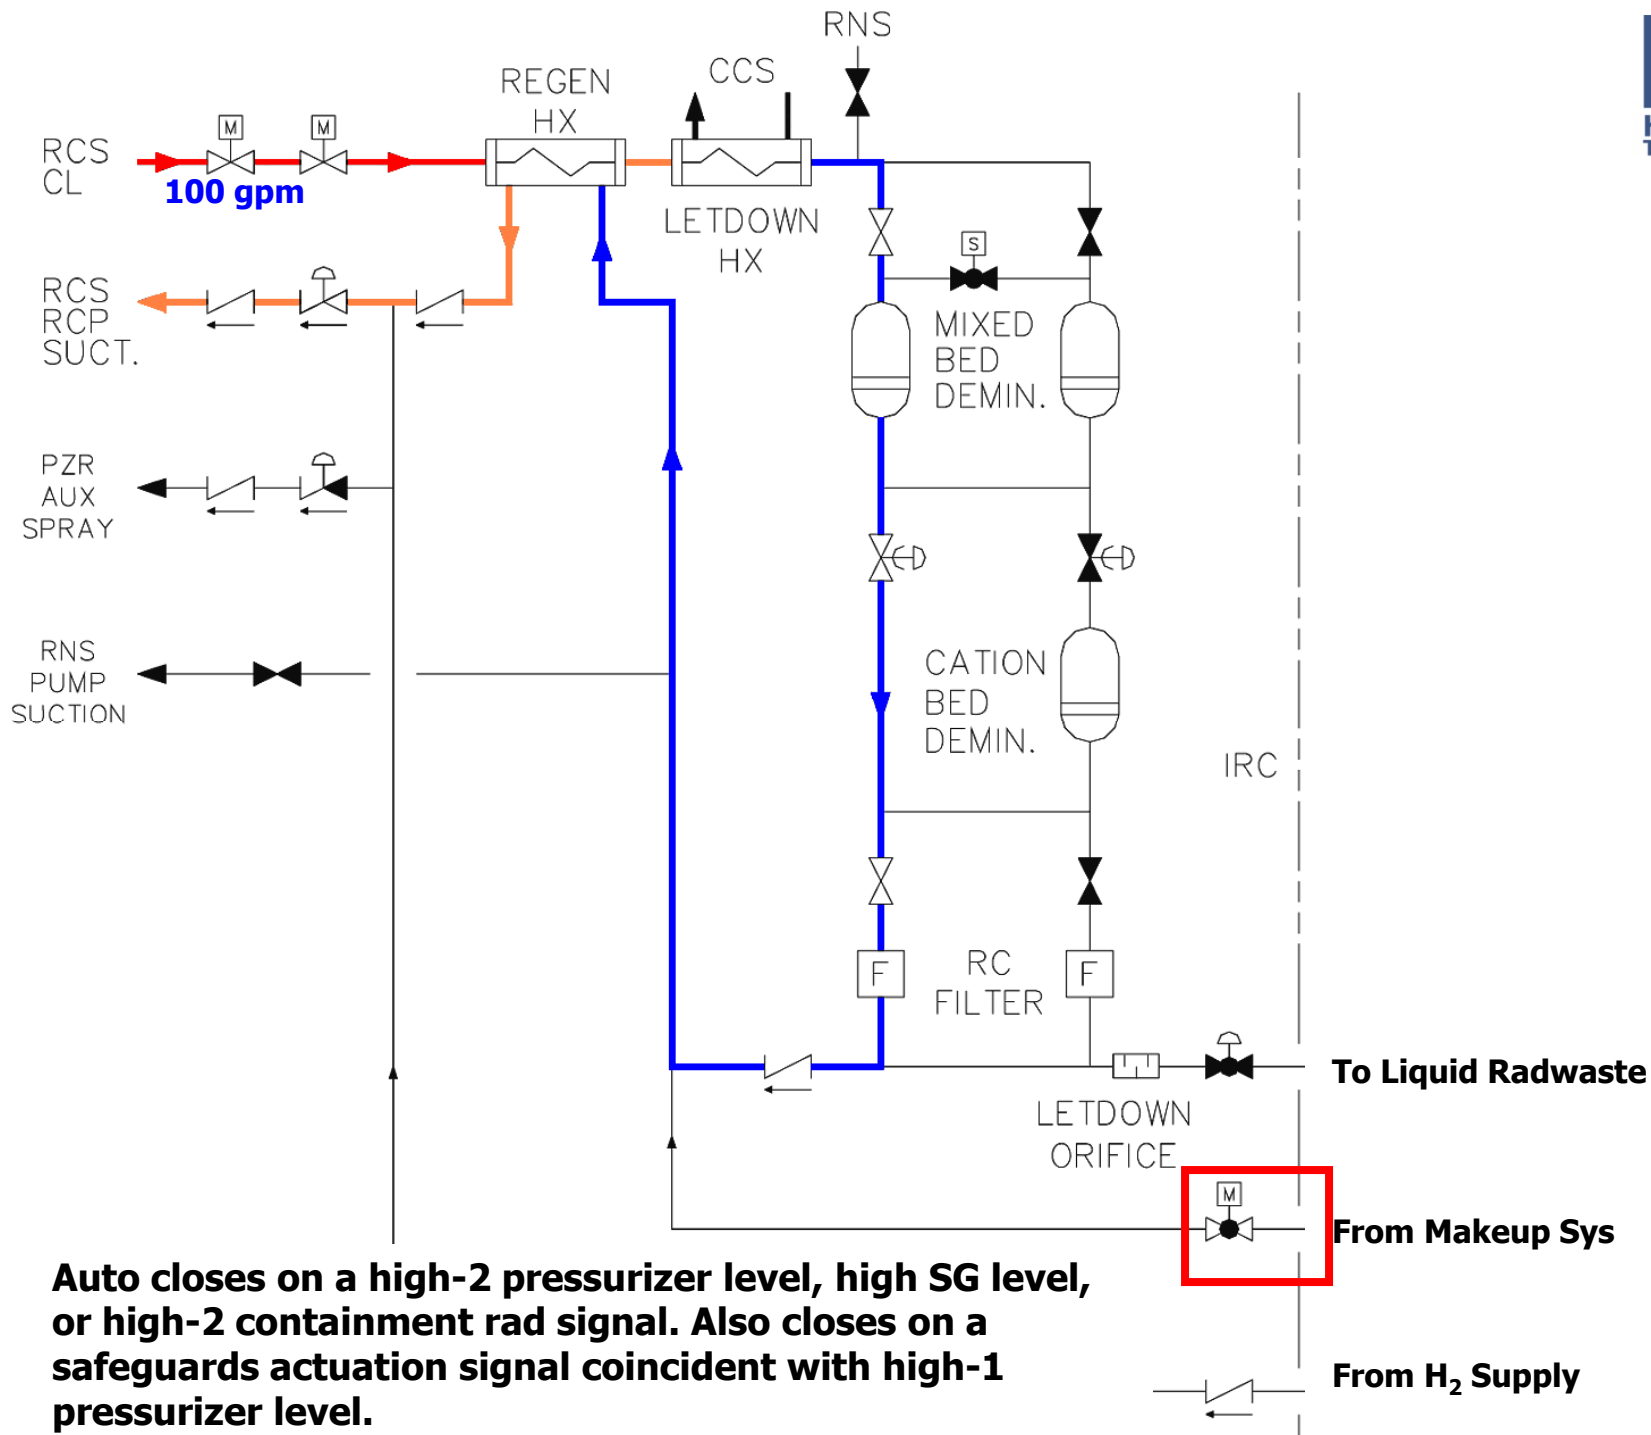 RNS
REGEN
HX
CCS
M
M
RCS
CL
100 gpm
LETDOWN
HX
S
RCS
RCP
SUCT.
MIXED
BED
DEMIN.
PZR
AUX
SPRAY
RNS
PUMP
SUCTION
CATION
BED
DEMIN.
IRC
F
RC
FILTER
F
To Liquid Radwaste
LETDOWN
ORIFICE
M
From Makeup Sys
Auto closes on a high-2 pressurizer level, high SG level,
or high-2 containment rad signal. Also closes on a
safeguards actuation signal coincident with high-1
pressurizer level.
From H₂ Supply